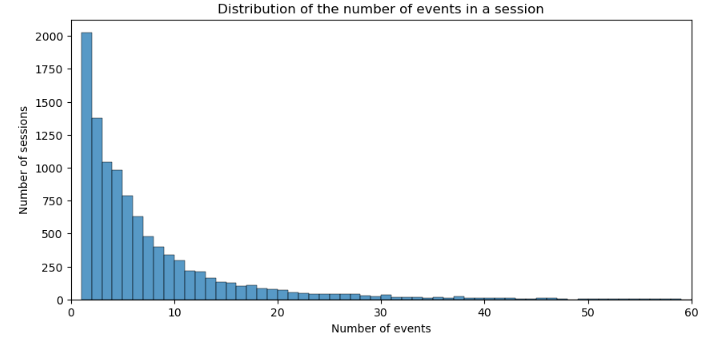 Distribution of the number of events in a session
2000
1750
1500
1250
1000
750
500
250
0
Number of sessions
0 10 20 30 40 50 60
Number of events